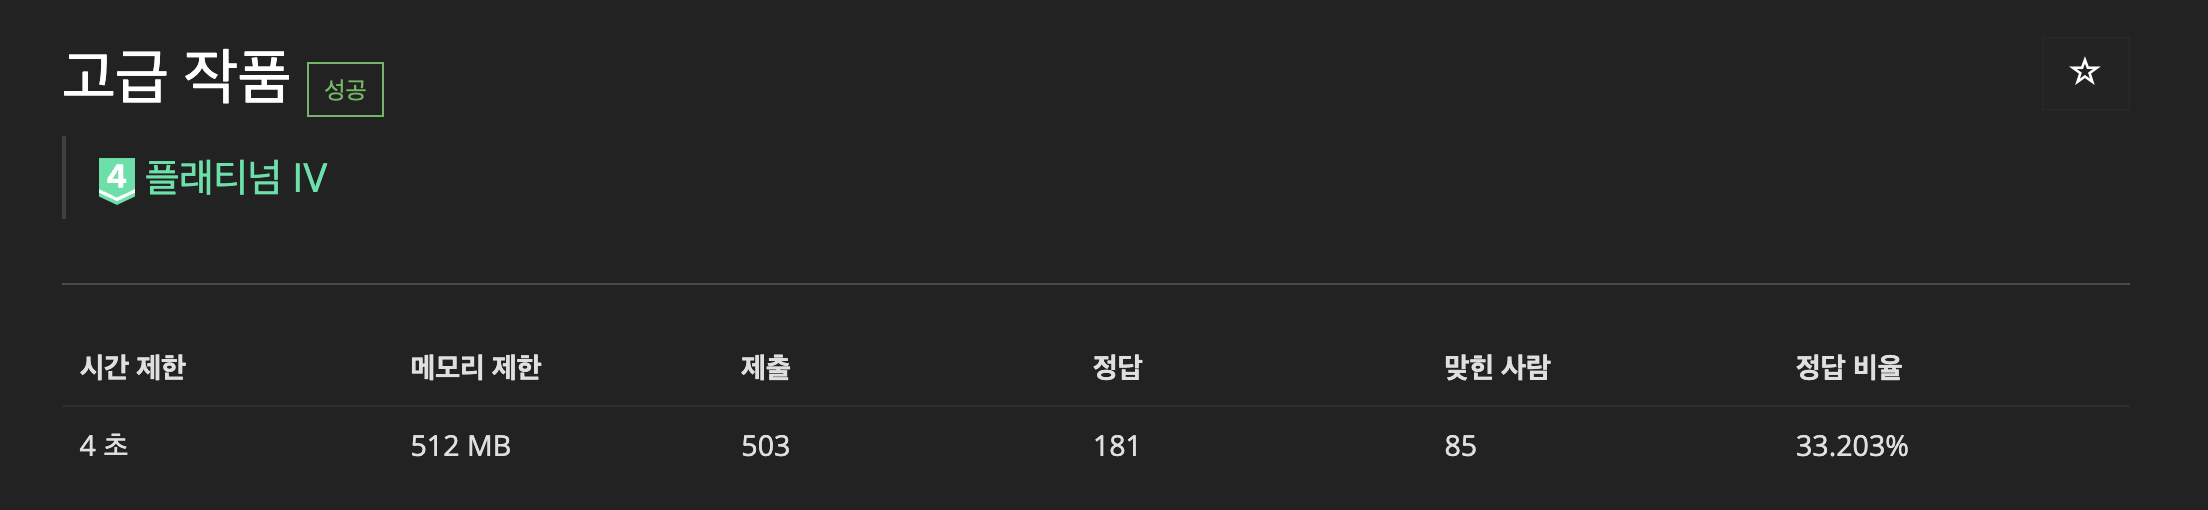 고급 작품 성공
4 플래티넘 IV
시간 제한 메모리 제한 제출 정답 맞힌 사람 정답 비율
4 초 512 MB 503 181 85 33.203%